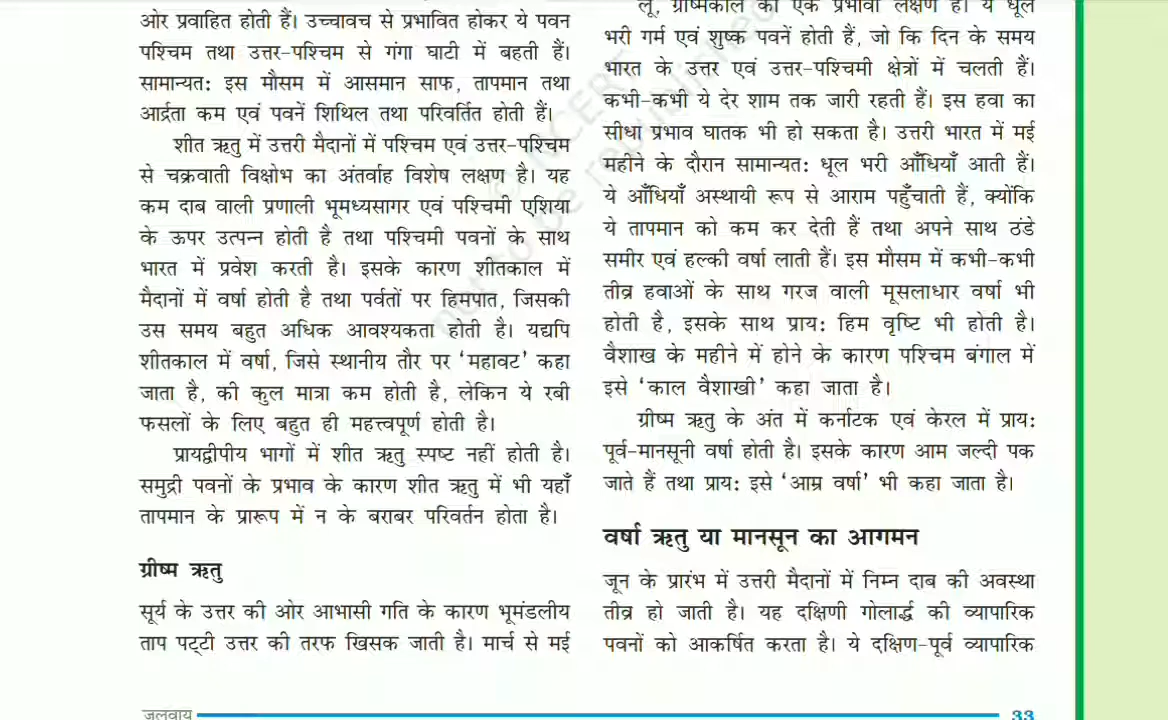 ओर प्रवाहित होती हैं। उच्चावच से प्रभावित होकर ये पवन
पश्चिम तथा उत्तर-पश्चिम से गंगा घाटी में बहती हैं।
सामान्यत: इस मौसम में आसमान साफ, तापमान तथा
आर्द्रता कम एवं पवनें शिथिल तथा परिवर्तित होती हैं।
शीत ऋतु में उत्तरी मैदानों में पश्चिम एवं उत्तर-पश्चिम
से चक्रवाती विक्षोभ का अंतर्वाह विशेष लक्षण है। यह
कम दाब वाली प्रणाली भूमध्यसागर एवं पश्चिमी एशिया
के ऊपर उत्पन्न होती है तथा पश्चिमी पवनों के साथ
भारत में प्रवेश करती है। इसके कारण शीतकाल में
मैदानों में वर्षा होती है तथा पर्वतों पर हिमपात, जिसकी
उस समय बहुत अधिक आवश्यकता होती है। यद्यपि
शीतकाल में वर्षा, जिसे स्थानीय तौर पर ‘महावट’ कहा
जाता है, की कुल मात्रा कम होती है, लेकिन ये रबी
फसलों के लिए बहुत ही महत्त्वपूर्ण होती है।
प्रायद्वीपीय भागों में शीत ऋतु स्पष्ट नहीं होती है।
समुद्री पवनों के प्रभाव के कारण शीत ऋतु में भी यहाँ
तापमान के प्रारूप में न के बराबर परिवर्तन होता है।
ग्रीष्म ऋतु
सूर्य के उत्तर की ओर आभासी गति के कारण भूमंडलीय
ताप पट्टी उत्तर की तरफ खिसक जाती है। मार्च से मई
लू, ग्रीष्मकाल का एक प्रभावी लक्षण है। ये धूल
भरी गर्म एवं शुष्क पवनें होती हैं, जो कि दिन के समय
भारत के उत्तर एवं उत्तर-पश्चिमी क्षेत्रों में चलती हैं।
कभी-कभी ये देर शाम तक जारी रहती हैं। इस हवा का
सीधा प्रभाव घातक भी हो सकता है। उत्तरी भारत में मई
महीने के दौरान सामान्यत: धूल भरी आँधियाँ आती हैं।
ये आँधियाँ अस्थायी रूप से आराम पहुँचाती हैं, क्योंकि
ये तापमान को कम कर देती हैं तथा अपने साथ ठंडे
समीर एवं हल्की वर्षा लाती हैं। इस मौसम में कभी-कभी
तीव्र हवाओं के साथ गरज वाली मूसलाधार वर्षा भी
होती है, इसके साथ प्राय: हिम वृष्टि भी होती है।
वैशाख के महीने में होने के कारण पश्चिम बंगाल में
इसे ‘काल वैशाखी’ कहा जाता है।
ग्रीष्म ऋतु के अंत में कर्नाटक एवं केरल में प्राय:
पूर्व-मानसूनी वर्षा होती है। इसके कारण आम जल्दी पक
जाते हैं तथा प्राय: इसे ‘आम्र वर्षा’ भी कहा जाता है।
वर्षा ऋतु या मानसून का आगमन
जून के प्रारंभ में उत्तरी मैदानों में निम्न दाब की अवस्था
तीव्र हो जाती है। यह दक्षिणी गोलार्द्ध की व्यापारिक
पवनों को आकर्षित करता है। ये दक्षिण-पूर्व व्यापारिक
जलवायु 33
© NCERT
not to be republished